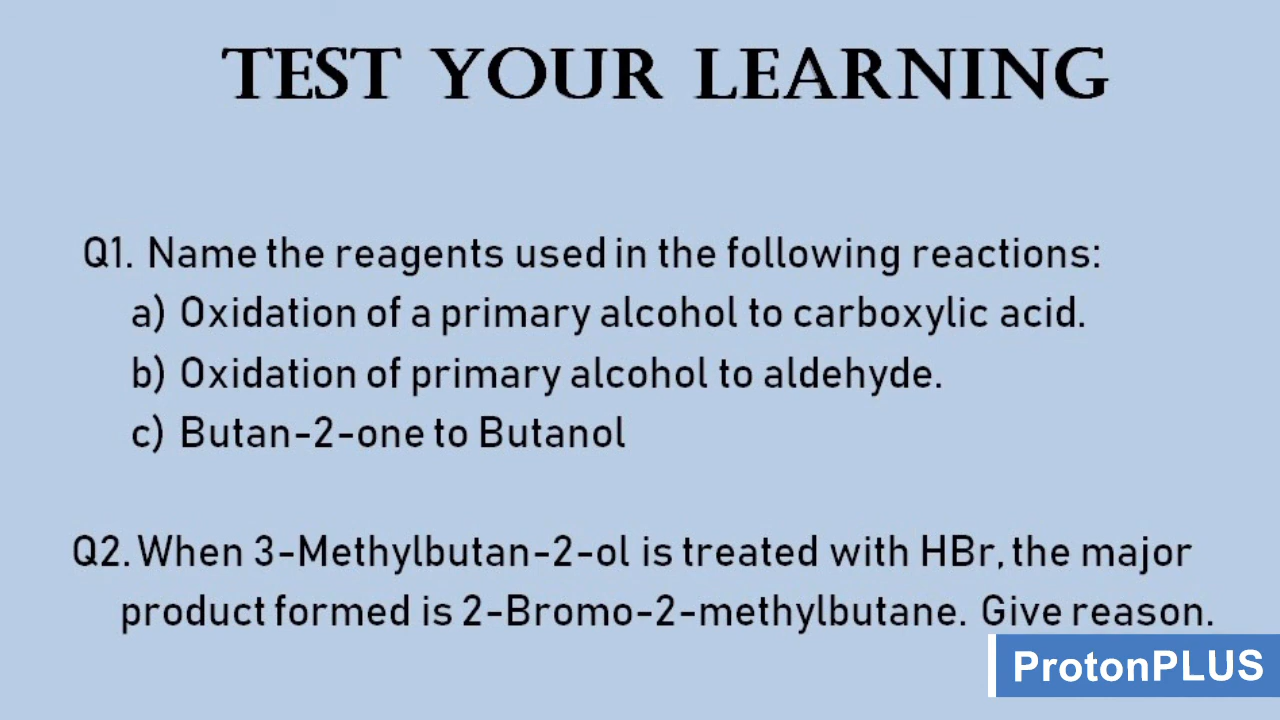 TEST YOUR LEARNING
Q1. Name the reagents used in the following reactions:
a) Oxidation of a primary alcohol to carboxylic acid.
b) Oxidation of primary alcohol to aldehyde.
c) Butan-2-one to Butanol
Q2. When 3-Methylbutan-2-ol is treated with HBr, the major
product formed is 2-Bromo-2-methylbutane. Give reason.
ProtonPLUS